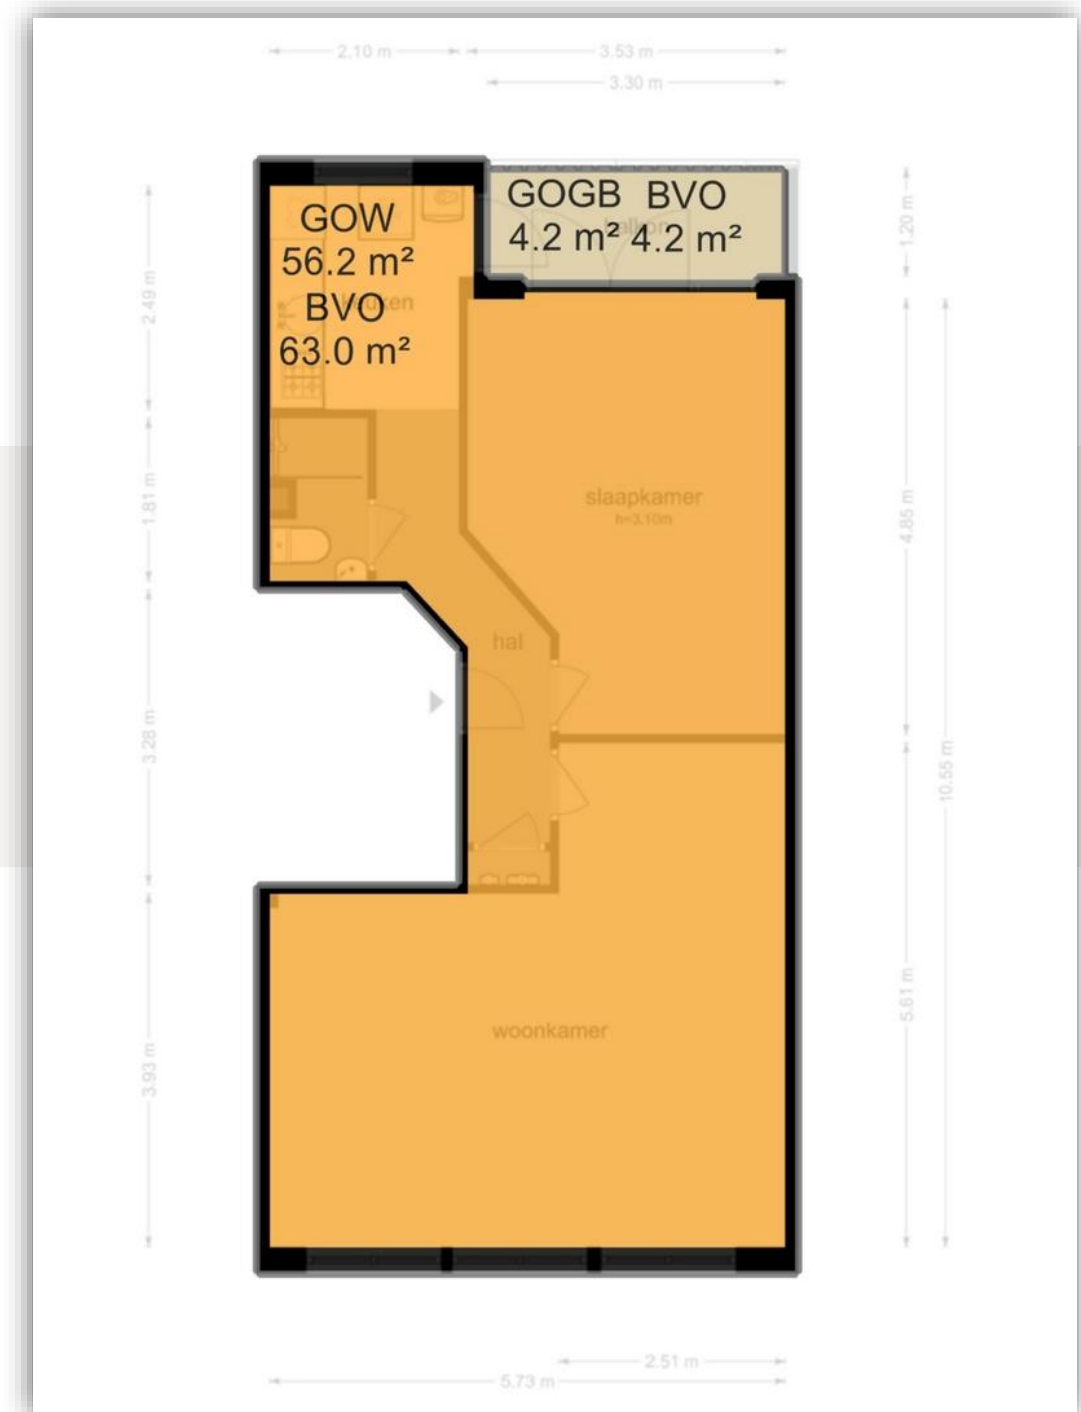 2.10 m
3.53 m
3.30 m
GOW
56.2 m²
BVO
63.0 m²
keuken
GOGB BVO
4.2 m² 4.2 m²
balkon
1.20 m
2.49 m
1.81 m
slaapkamer
h=3.10m
4.85 m
hal
3.28 m
10.55 m
5.61 m
woonkamer
3.93 m
2.51 m
5.73 m